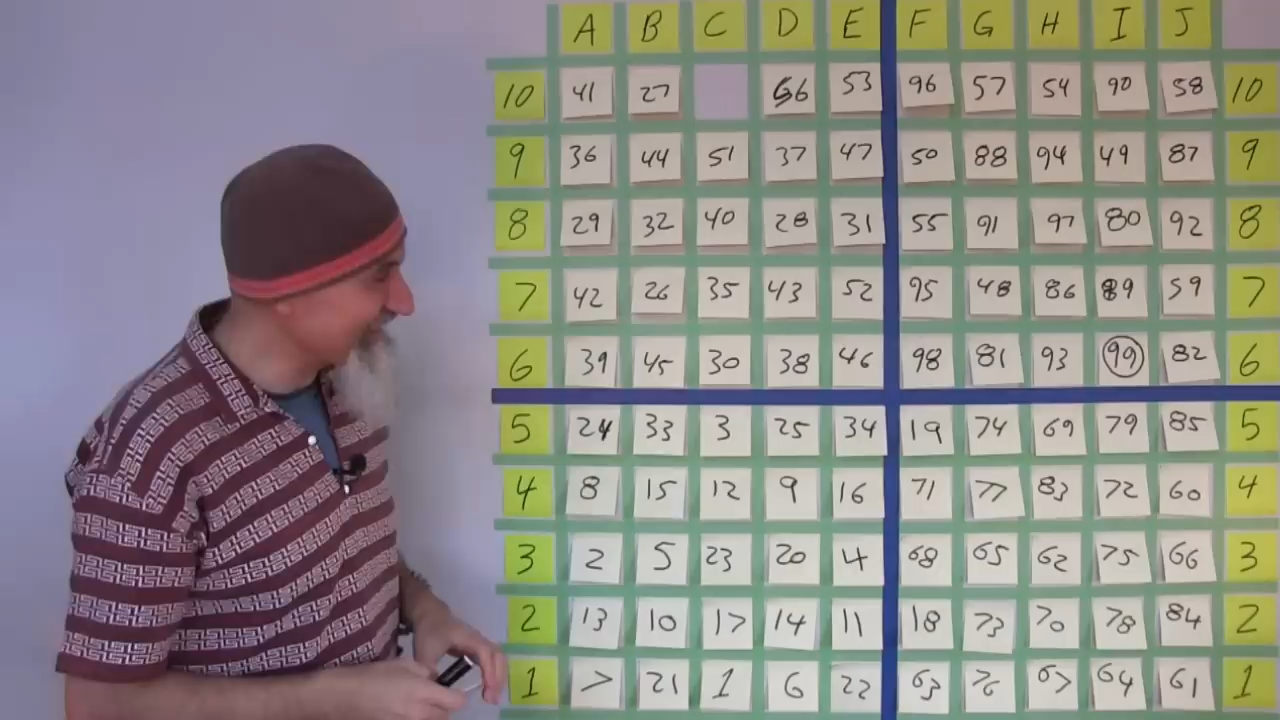 A B C D E F G H I J
10 41 27 56 53 96 57 54 90 58 10
9 36 44 51 37 47 50 88 94 49 87 9
8 29 32 40 28 31 55 91 97 80 92 8
7 42 26 35 43 52 95 48 86 89 59 7
6 39 45 30 38 46 98 81 93 99 82 6
5 24 33 3 25 34 19 74 69 79 85 5
4 8 15 12 9 16 71 77 83 72 60 4
3 2 5 23 20 4 68 65 62 75 66 3
2 13 10 17 14 11 18 73 70 78 84 2
1 7 21 1 6 22 63 76 67 64 61 1